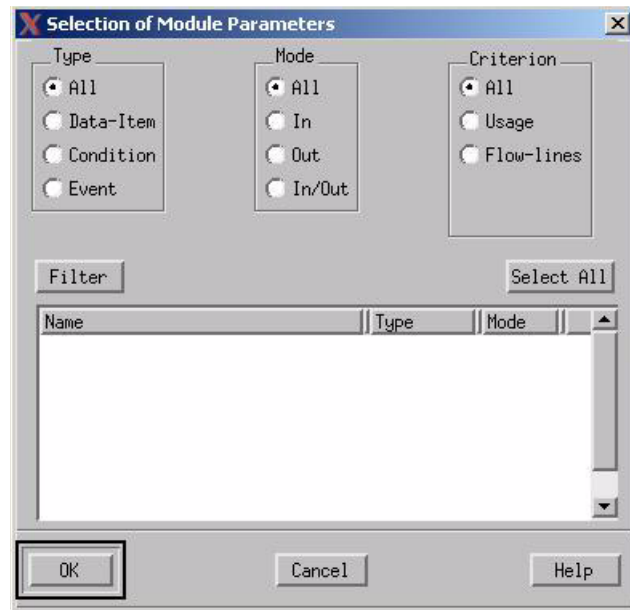 Selection of Module Parameters
Type Mode Criterion
All All All
Data-Item In Usage
Condition Out Flow-lines
Event In/Out
Filter Select All
Name Type Mode
OK Cancel Help